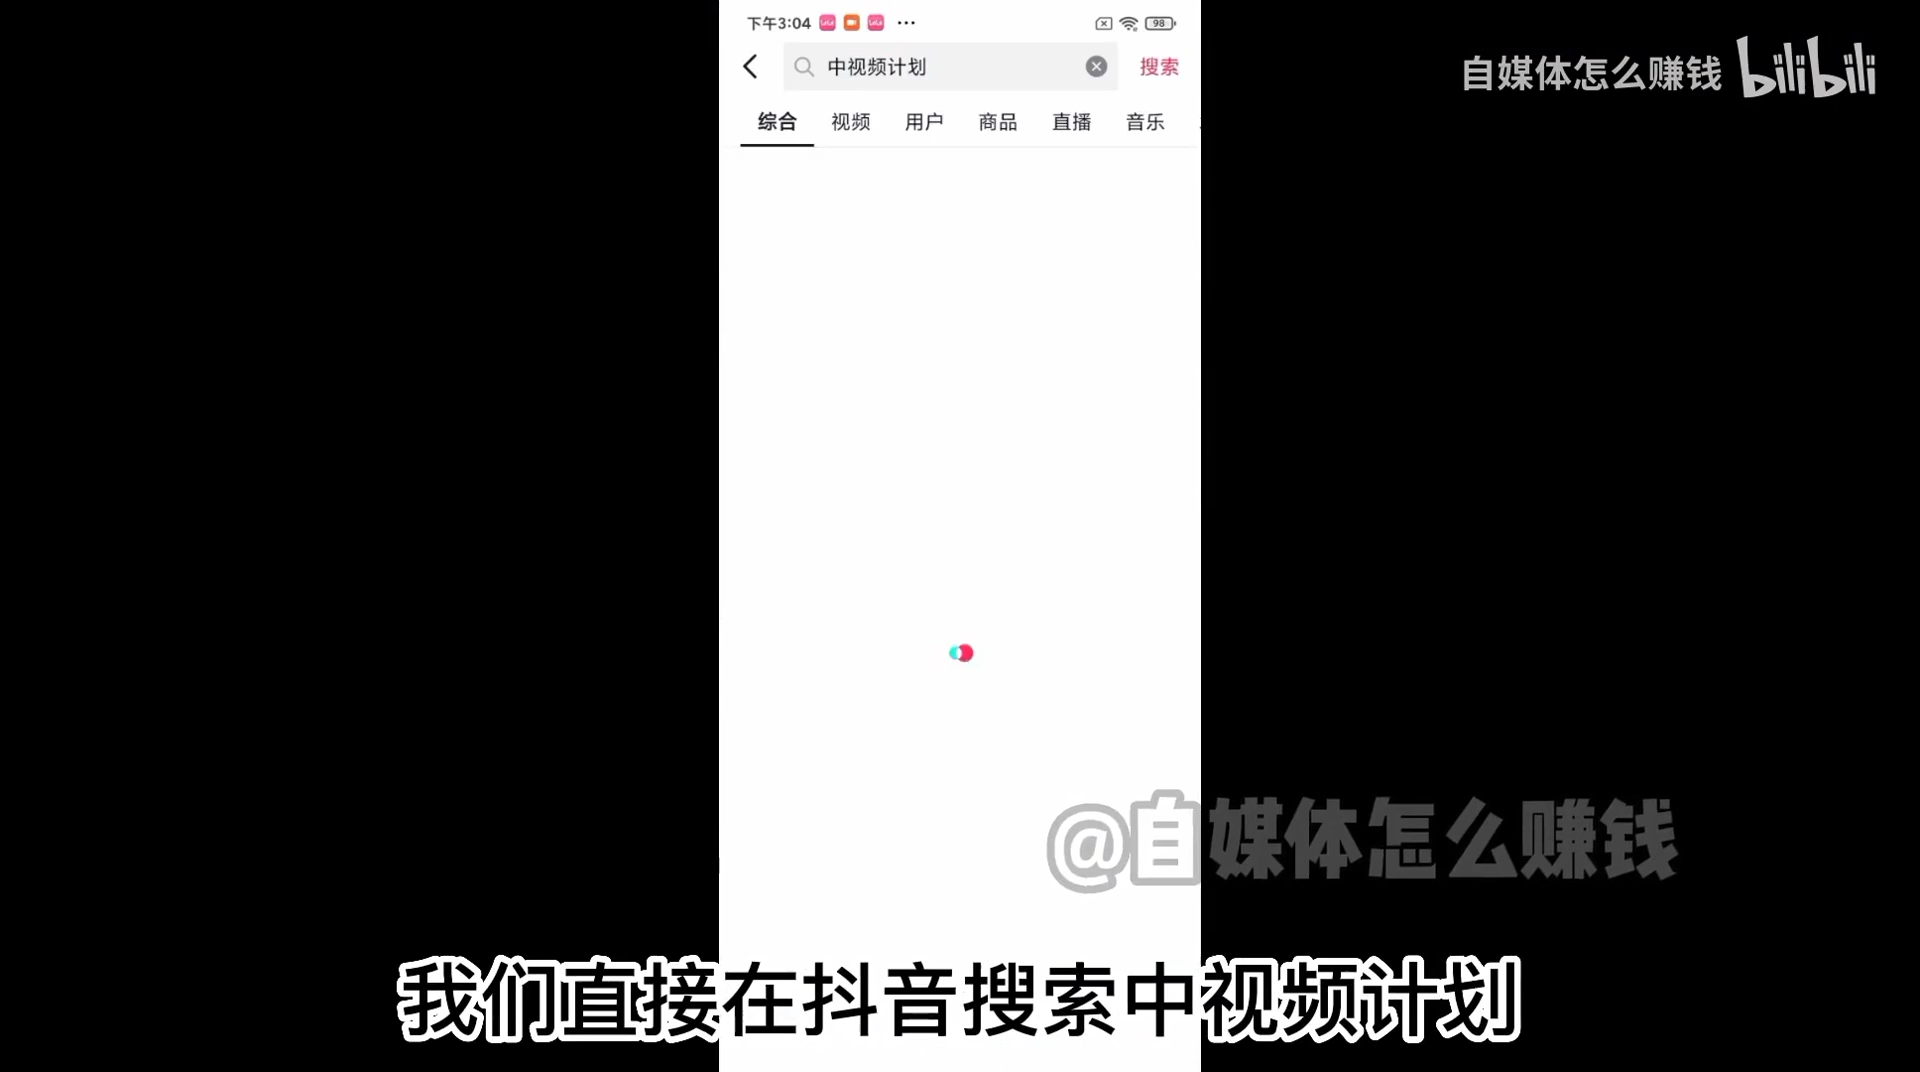 下午3:04
98
中视频计划
搜索
综合 视频 用户 商品 直播 音乐
自媒体怎么赚钱 bilibili
@自媒体怎么赚钱
我们直接在抖音搜索中视频计划